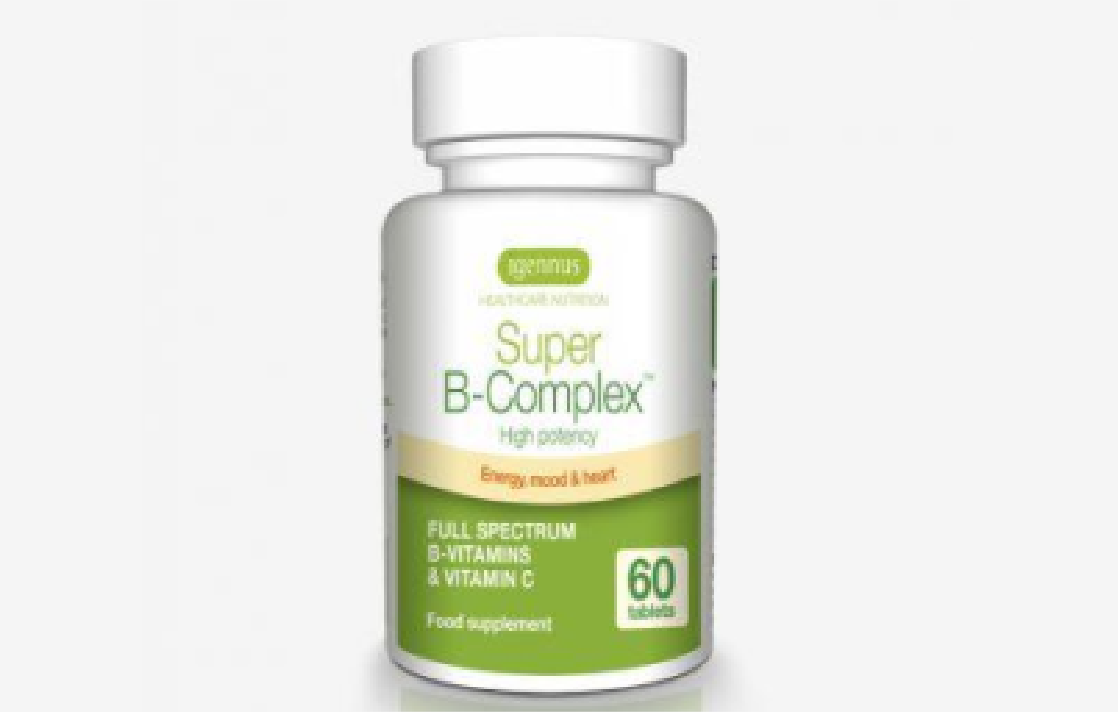 igennus
HEALTHCARE NUTRITION
Super
B-Complex™
High potency
Energy, mood & heart
FULL SPECTRUM
B-VITAMINS
& VITAMIN C
60
tablets
Food supplement